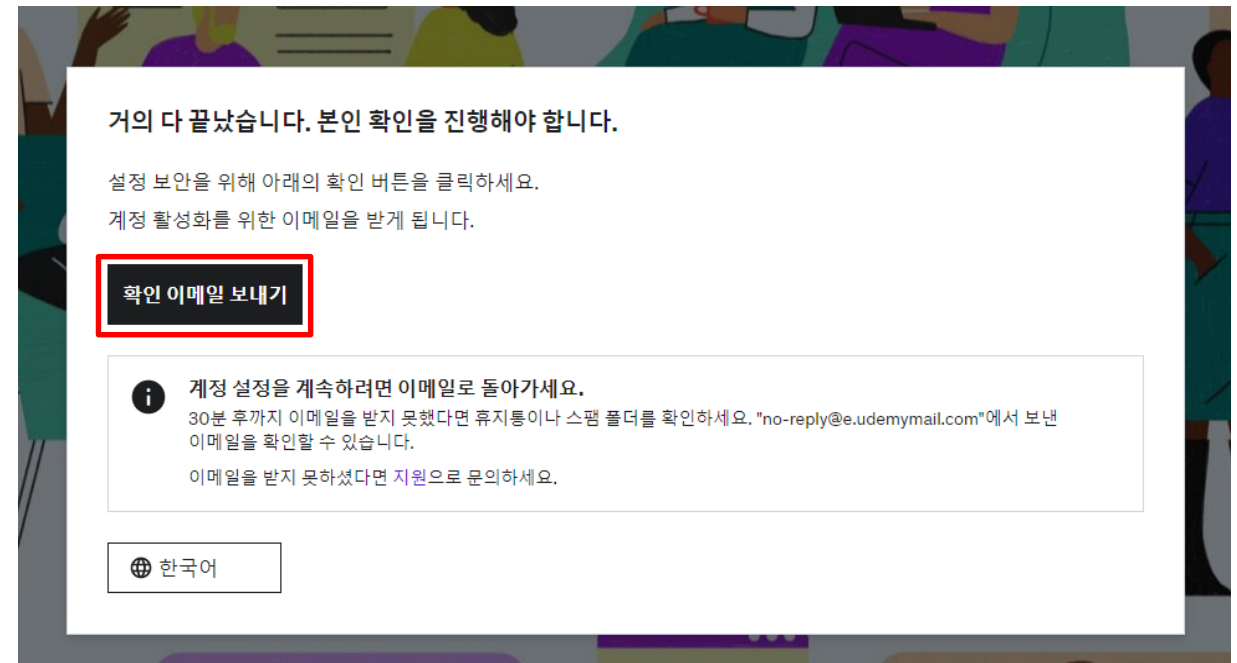 거의 다 끝났습니다. 본인 확인을 진행해야 합니다.
설정 보안을 위해 아래의 확인 버튼을 클릭하세요.
계정 활성화를 위한 이메일을 받게 됩니다.
확인 이메일 보내기
계정 설정을 계속하려면 이메일로 돌아가세요.
30분 후까지 이메일을 받지 못했다면 휴지통이나 스팸 폴더를 확인하세요. "no-reply@e.udemymail.com"에서 보낸
이메일을 확인할 수 있습니다.
이메일을 받지 못하셨다면 지원으로 문의하세요.
한국어